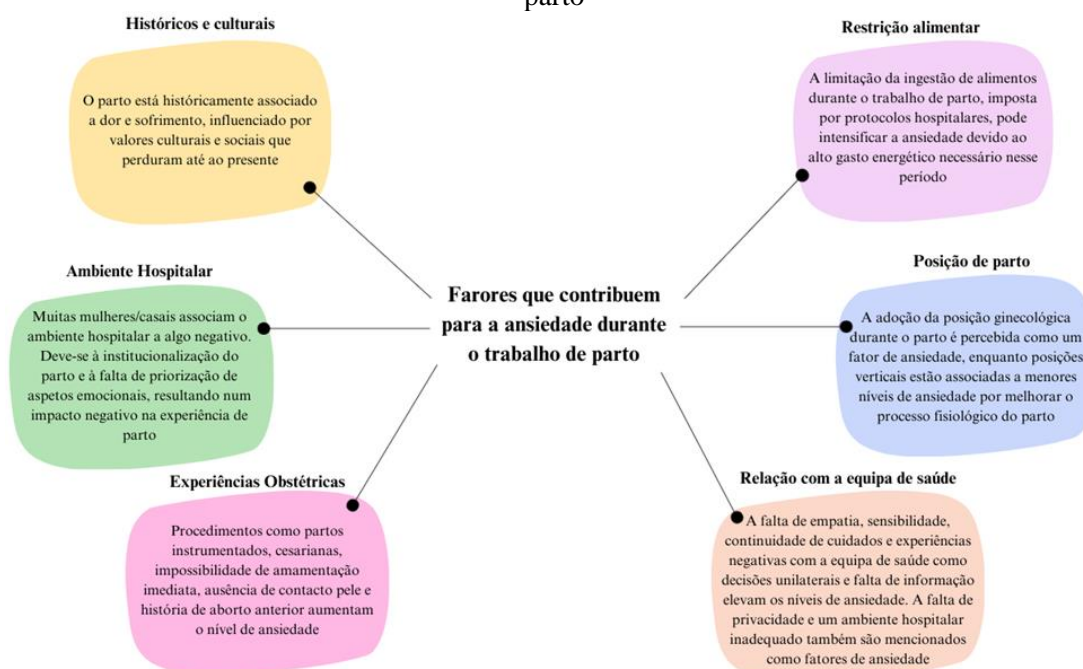 parto
Históricos e culturais
O parto está históricamente associado
a dor e sofrimento, influenciado por
valores culturais e sociais que
perduram até ao presente
Restrição alimentar
A limitação da ingestão de alimentos
durante o trabalho de parto, imposta
por protocolos hospitalares, pode
intensificar a ansiedade devido ao
alto gasto energético necessário nesse
período
Ambiente Hospitalar
Muitas mulheres/casais associam o
ambiente hospitalar a algo negativo.
Deve-se à institucionalização do
parto e à falta de priorização de
aspetos emocionais, resultando num
impacto negativo na experiência de
parto
Farores que contribuem
para a ansiedade durante
o trabalho de parto
Posição de parto
A adoção da posição ginecológica
durante o parto é percebida como um
fator de ansiedade, enquanto posições
verticais estão associadas a menores
níveis de ansiedade por melhorar o
processo fisiológico do parto
Experiências Obstétricas
Procedimentos como partos
instrumentados, cesarianas,
impossibilidade de amamentação
imediata, ausência de contacto pele e
história de aborto anterior aumentam
o nível de ansiedade
Relação com a equipa de saúde
A falta de empatia, sensibilidade,
continuidade de cuidados e experiências
negativas com a equipa de saúde como
decisões unilaterais e falta de informação
elevam os níveis de ansiedade. A falta de
privacidade e um ambiente hospitalar
inadequado também são mencionados
como fatores de ansiedade